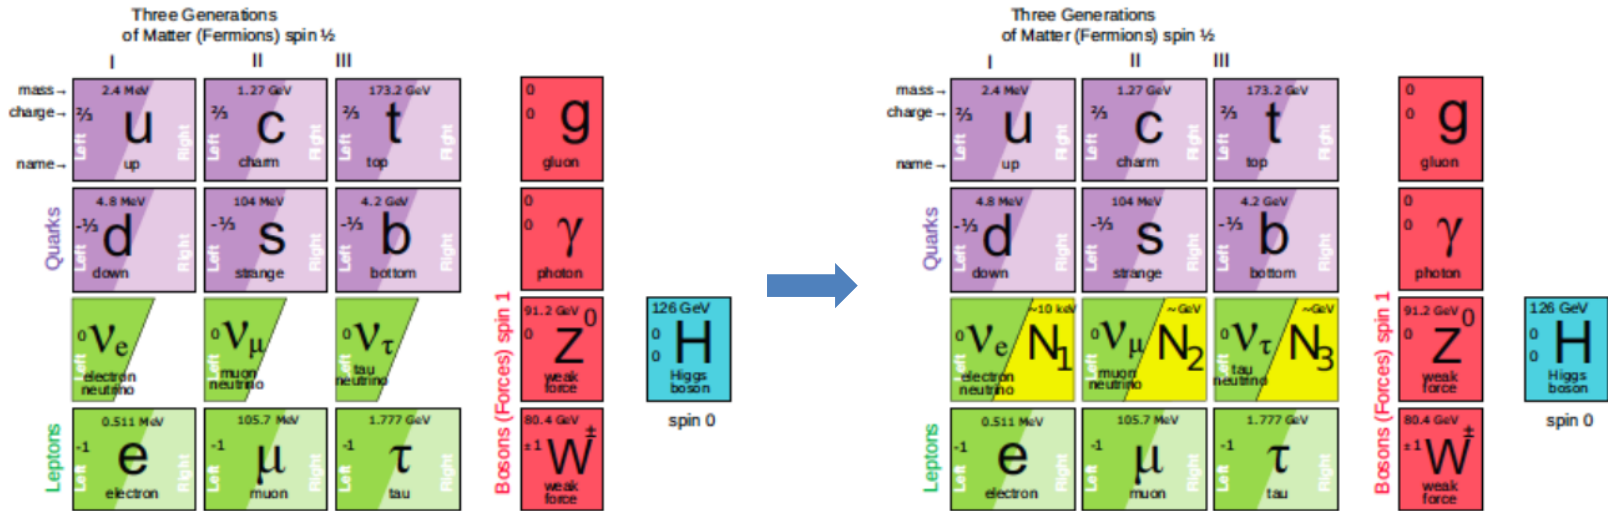 Three Generations
of Matter (Fermions) spin ½
I II III
mass→
charge→
name→
2.4 MeV
⅔
u
Left
Right
up
1.27 GeV
⅔
c
Right
charm
173.2 GeV
⅔
t
Right
top
0
0
g
gluon
Quarks
4.8 MeV
-⅓
d
Left
Right
down
104 MeV
-⅓
s
Left
Right
strange
4.2 GeV
-⅓
b
Left
Right
bottom
0
0
γ
photon
0
νe
Left
electron
neutrino
0
νμ
Left
muon
neutrino
0
ντ
Left
tau
neutrino
91.2 GeV
0
0
Z0
weak
force
126 GeV
0
0
H
Higgs
boson
spin 0
Leptons
0.511 MeV
-1
e
Left
Right
electron
105.7 MeV
-1
μ
Left
Right
muon
1.777 GeV
-1
τ
Left
Right
tau
Bosons (Forces) spin 1
80.4 GeV
±1
W±
weak
force
Three Generations
of Matter (Fermions) spin ½
I II III
mass→
charge→
name→
2.4 MeV
⅔
u
Left
Right
up
1.27 GeV
⅔
c
Left
Right
charm
173.2 GeV
⅔
t
Left
Right
top
0
0
g
gluon
Quarks
4.8 MeV
-⅓
d
Left
Right
down
104 MeV
-⅓
s
Left
Right
strange
4.2 GeV
-⅓
b
Left
Right
bottom
0
0
γ
photon
0
νe
Left
electron
neutrino
~10 keV
N1
0
νμ
Left
muon
neutrino
~GeV
N2
0
ντ
Left
tau
neutrino
~GeV
N3
91.2 GeV
0
0
Z0
weak
force
126 GeV
0
0
H
Higgs
boson
spin 0
Leptons
0.511 MeV
-1
e
Left
Right
electron
105.7 MeV
-1
μ
Left
Right
muon
1.777 GeV
-1
τ
Left
Right
tau
Bosons (Forces) spin 1
80.4 GeV
±1
W±
weak
force